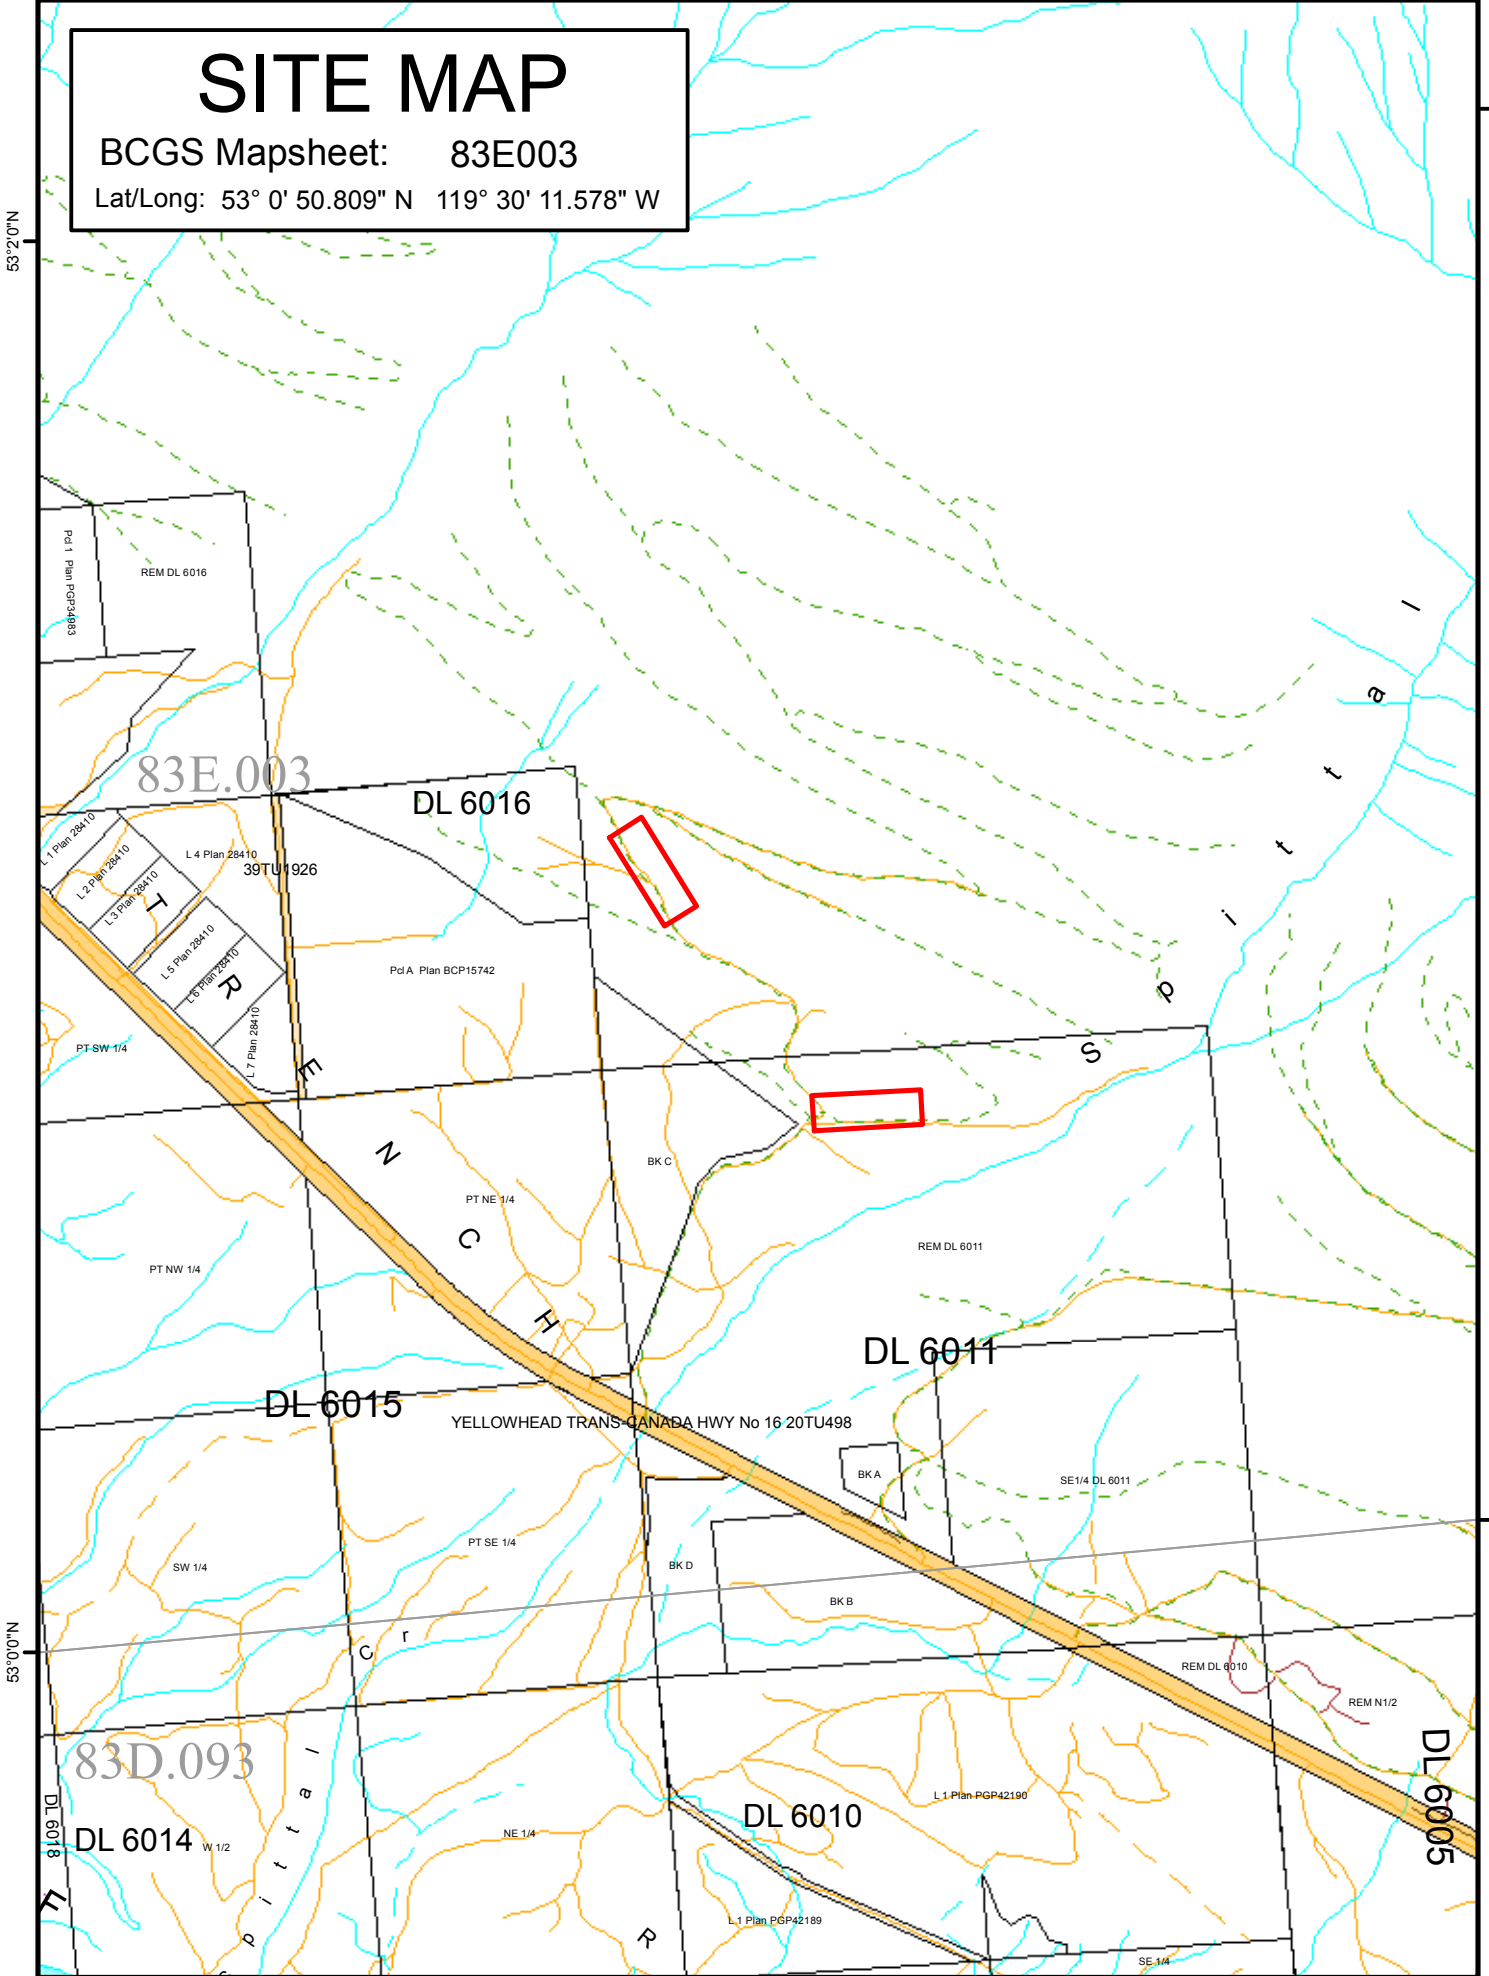 SITE MAP
BCGS Mapsheet: 83E003
Lat/Long: 53° 0' 50.809" N 119° 30' 11.578" W
53°2'0"N
Pcl 1 Plan PGP34983
REM DL 6016
83E.003
DL 6016
L 1 Plan 28410
L 2 Plan 28410
L 3 Plan 28410
L 4 Plan 28410
39TU1926
L 5 Plan 28410
L 6 Plan 28410
L 7 Plan 28410
Pcl A Plan BCP15742
PT SW 1/4
T R E N C H
S p i t t a l
BK C
PT NE 1/4
REM DL 6011
PT NW 1/4
DL 6011
DL 6015
YELLOWHEAD TRANS-CANADA HWY No 16 20TU498
BK A
SE1/4 DL 6011
PT SE 1/4
SW 1/4
BK D
BK B
53°0'0"N
C r
REM DL 6010
REM N1/2
83D.093
DL 6005
L 1 Plan PGP42190
DL 6018
DL 6014
W 1/2
NE 1/4
DL 6010
p i t t a l
F
R
L 1 Plan PGP42189
SE 1/4